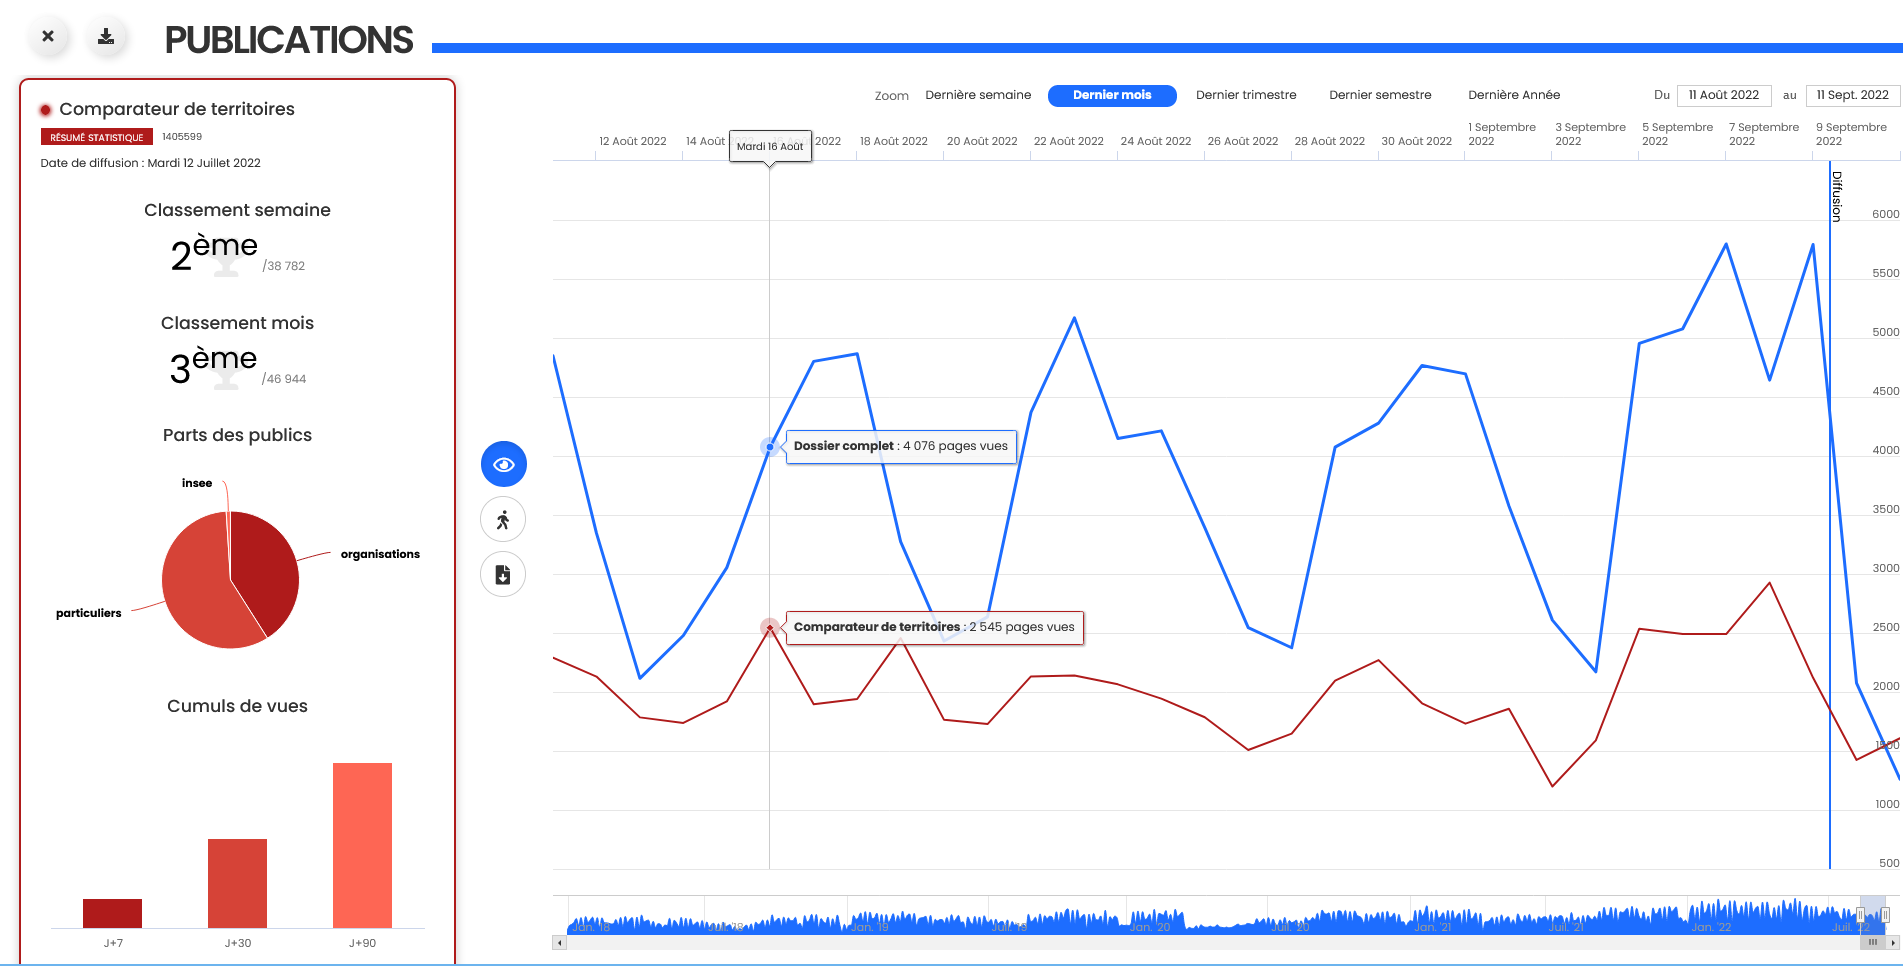 PUBLICATIONS
Comparateur de territoires
RÉSUMÉ STATISTIQUE 1405599
Date de diffusion : Mardi 12 Juillet 2022
Classement semaine
2ème /38 782
Classement mois
3ème /46 944
Parts des publics
insee
organisations
particuliers
Cumuls de vues
J+7 J+30 J+90
Zoom Dernière semaine Dernier mois Dernier trimestre Dernier semestre Dernière Année Du 11 Août 2022 au 11 Sept. 2022
12 Août 2022 14 Août 2022 18 Août 2022 20 Août 2022 22 Août 2022 24 Août 2022 26 Août 2022 28 Août 2022 30 Août 2022 1 Septembre 2022 3 Septembre 2022 5 Septembre 2022 7 Septembre 2022 9 Septembre 2022
Mardi 16 Août
Diffusion
6000
5500
5000
4500
4000
3500
3000
2500
2000
1500
1000
500
Dossier complet : 4 076 pages vues
Comparateur de territoires : 2 545 pages vues
Jan. '18 Juil. '18 Jan. '19 Juil. '19 Jan. '20 Juil. '20 Jan. '21 Juil. '21 Jan. '22 Juil. '22